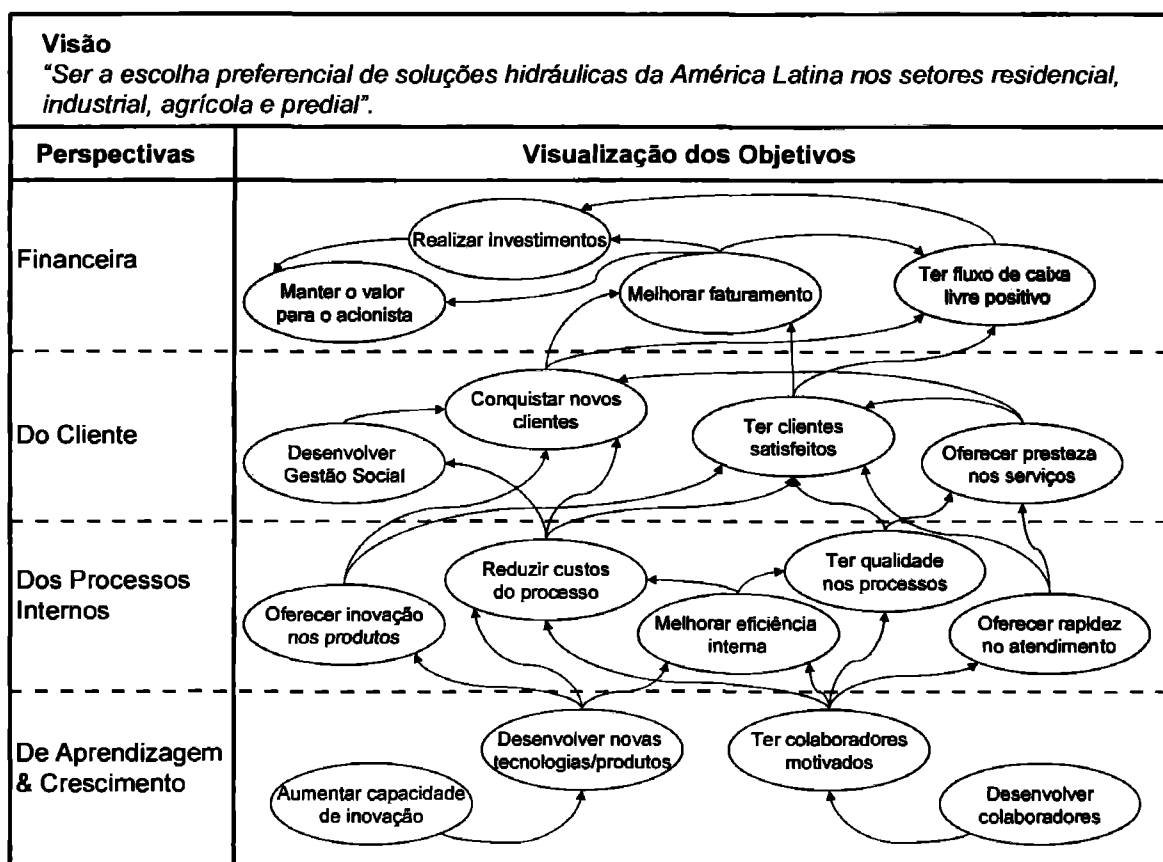 Visão
“Ser a escolha preferencial de soluções hidráulicas da América Latina nos setores residencial,
industrial, agrícola e predial”.
Perspectivas
Visualização dos Objetivos
Financeira
Realizar investimentos
Manter o valor
para o acionista
Melhorar faturamento
Ter fluxo de caixa
livre positivo
Do Cliente
Conquistar novos
clientes
Desenvolver
Gestão Social
Ter clientes
satisfeitos
Oferecer presteza
nos serviços
Dos Processos
Internos
Reduzir custos
do processo
Ter qualidade
nos processos
Oferecer inovação
nos produtos
Melhorar eficiência
interna
Oferecer rapidez
no atendimento
De Aprendizagem
& Crescimento
Desenvolver novas
tecnologias/produtos
Ter colaboradores
motivados
Aumentar capacidade
de inovação
Desenvolver
colaboradores